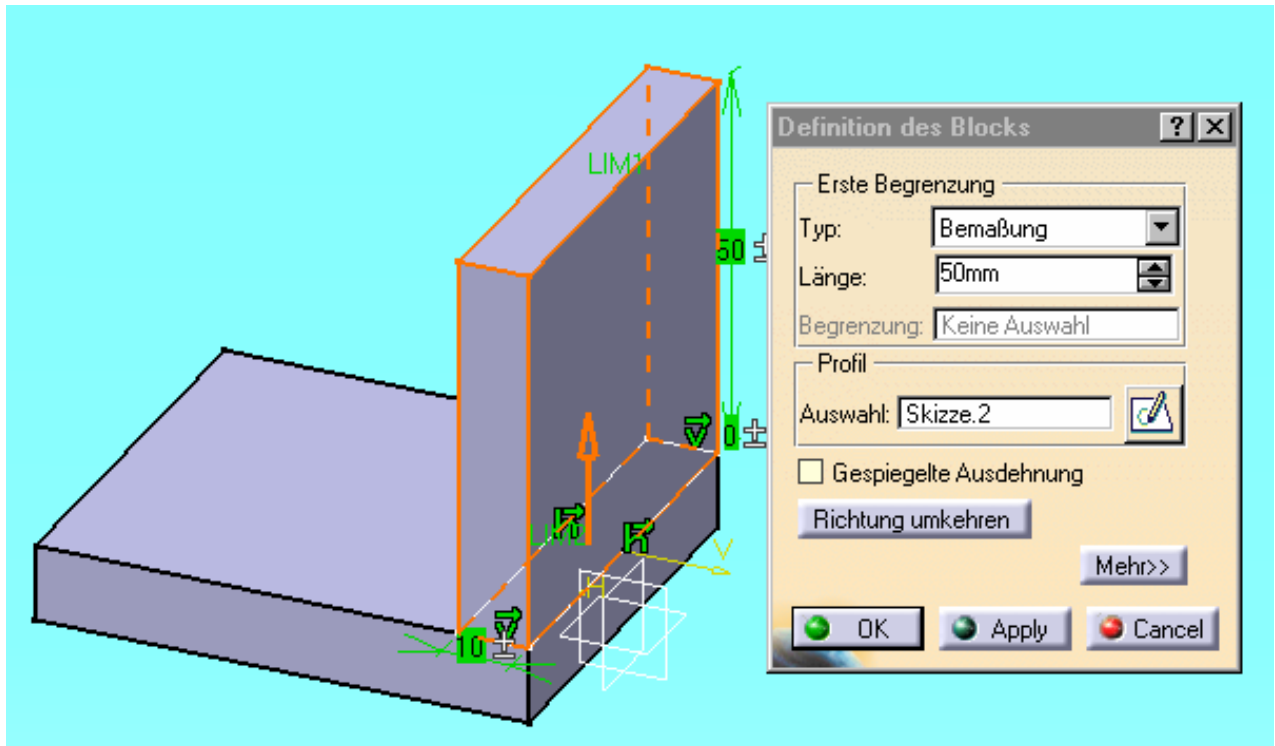 Definition des Blocks
Erste Begrenzung
Typ: Bemaßung
Länge: 50mm
Begrenzung: Keine Auswahl
Profil
Auswahl: Skizze.2
Gespiegelte Ausdehnung
Richtung umkehren
Mehr>>
OK Apply Cancel
LIM1
50 ±
V 0 ±
H
LIM2 H
V
H
V
10 ±